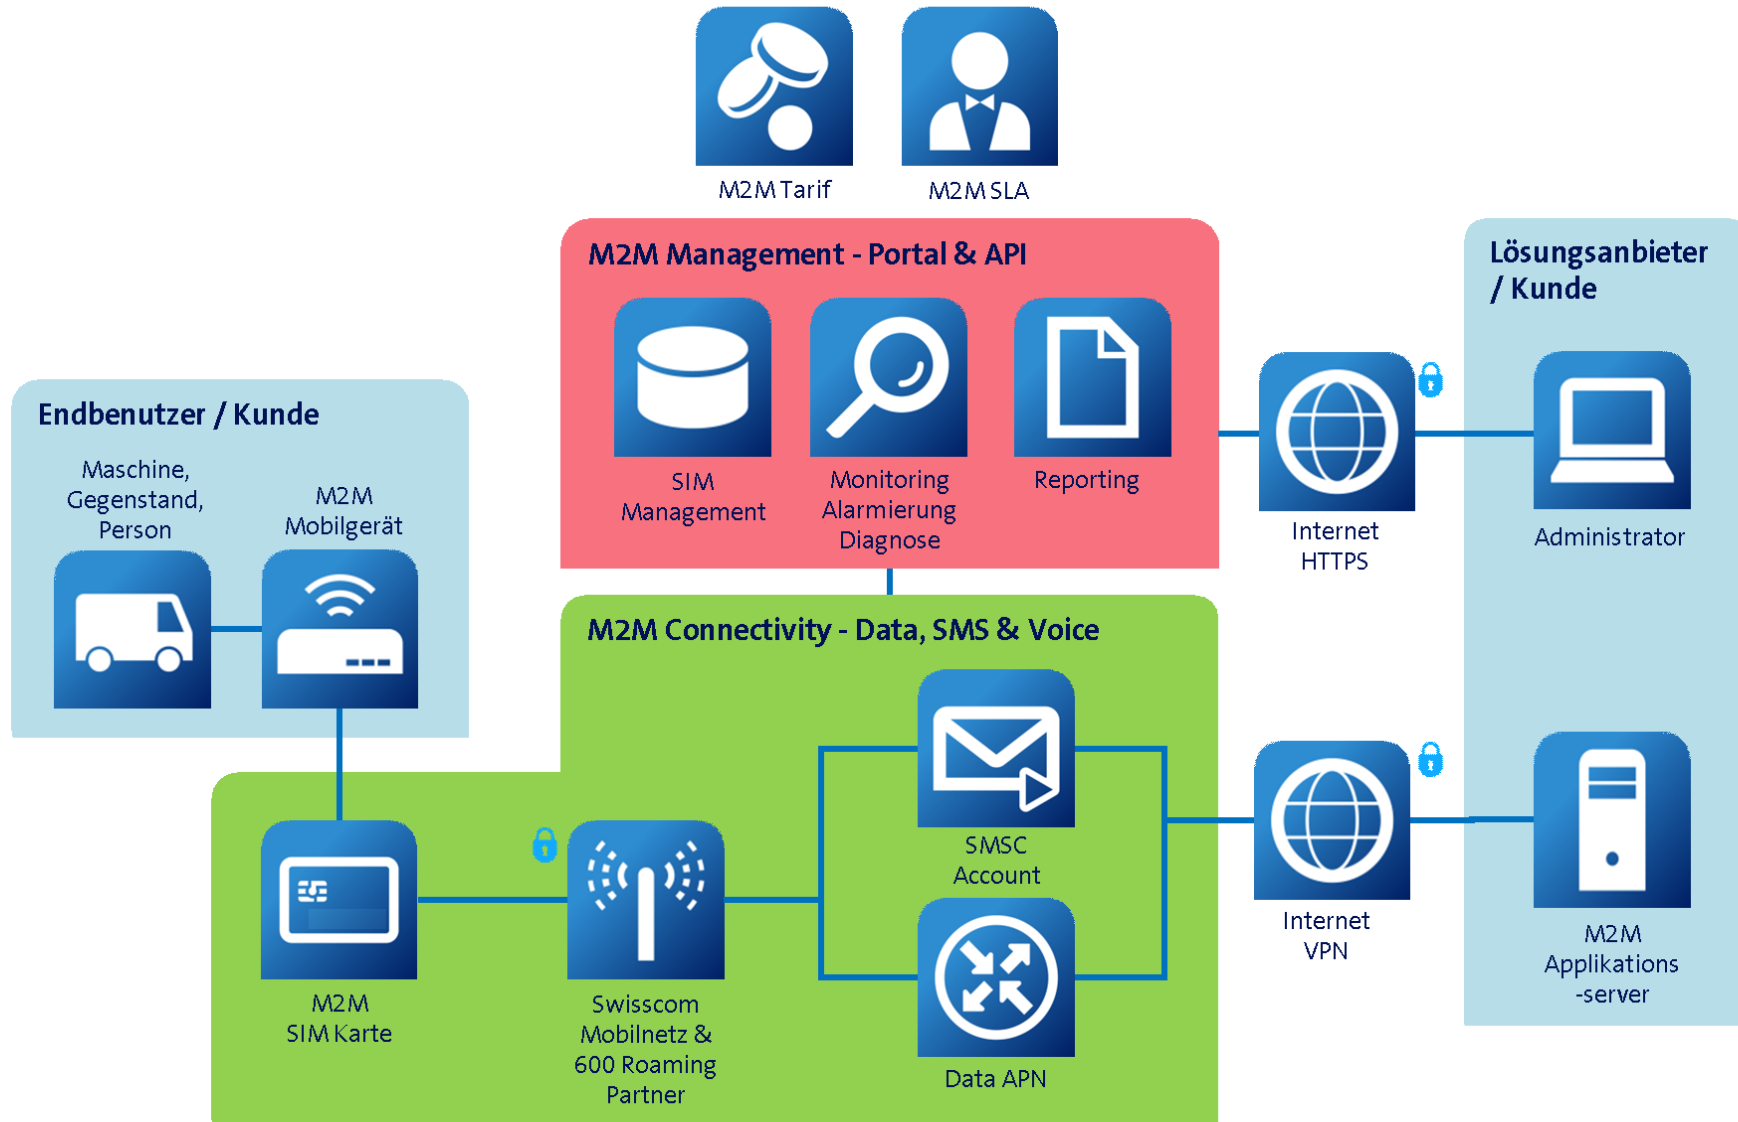 M2M Tarif
M2M SLA
M2M Management - Portal & API
SIM
Management
Monitoring
Alarmierung
Diagnose
Reporting
Internet
HTTPS
Lösungsanbieter
/ Kunde
Administrator
Endbenutzer / Kunde
Maschine,
Gegenstand,
Person
M2M
Mobilgerät
M2M Connectivity - Data, SMS & Voice
M2M
SIM Karte
Swisscom
Mobilnetz &
600 Roaming
Partner
SMSC
Account
Data APN
Internet
VPN
M2M
Applikations
-server